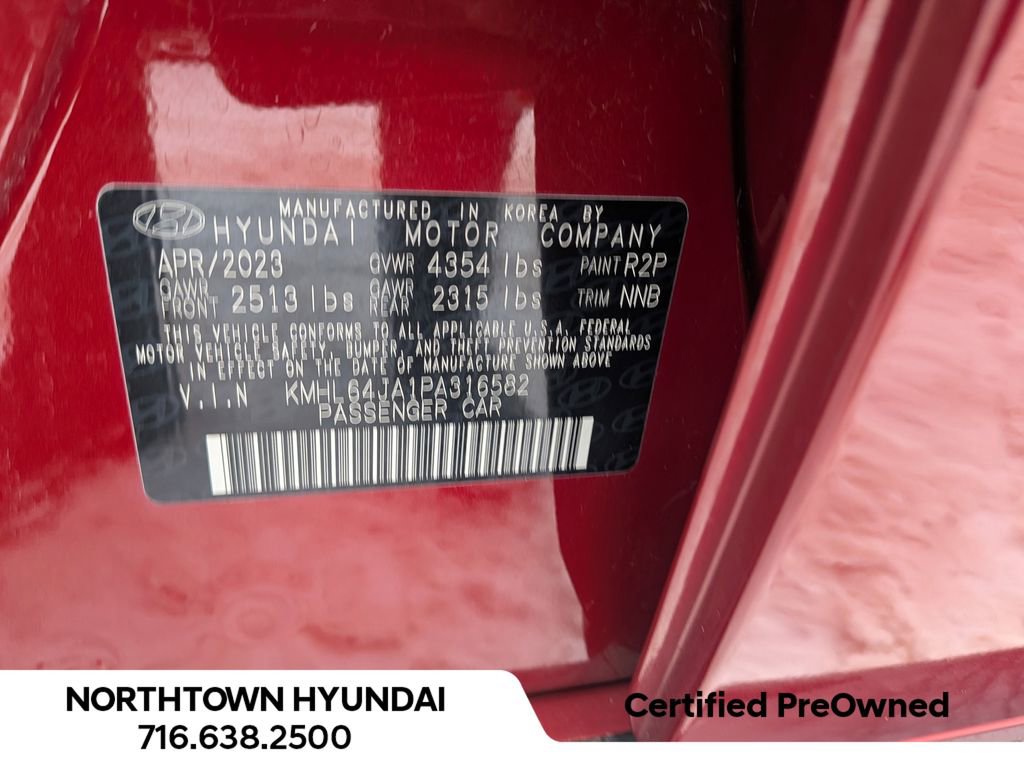 MANUFACTURED IN KOREA BY
HYUNDAI MOTOR COMPANY
APR/2023 GVWR 4354 lbs PAINT R2P
GAWR FRONT 2513 lbs GAWR REAR 2315 lbs TRIM NNB
THIS VEHICLE CONFORMS TO ALL APPLICABLE U.S.A. FEDERAL
MOTOR VEHICLE SAFETY, BUMPER, AND THEFT PREVENTION STANDARDS
IN EFFECT ON THE DATE OF MANUFACTURE SHOWN ABOVE
V.I.N KMHL64JA1PA316582
PASSENGER CAR
NORTHTOWN HYUNDAI
716.638.2500
Certified PreOwned